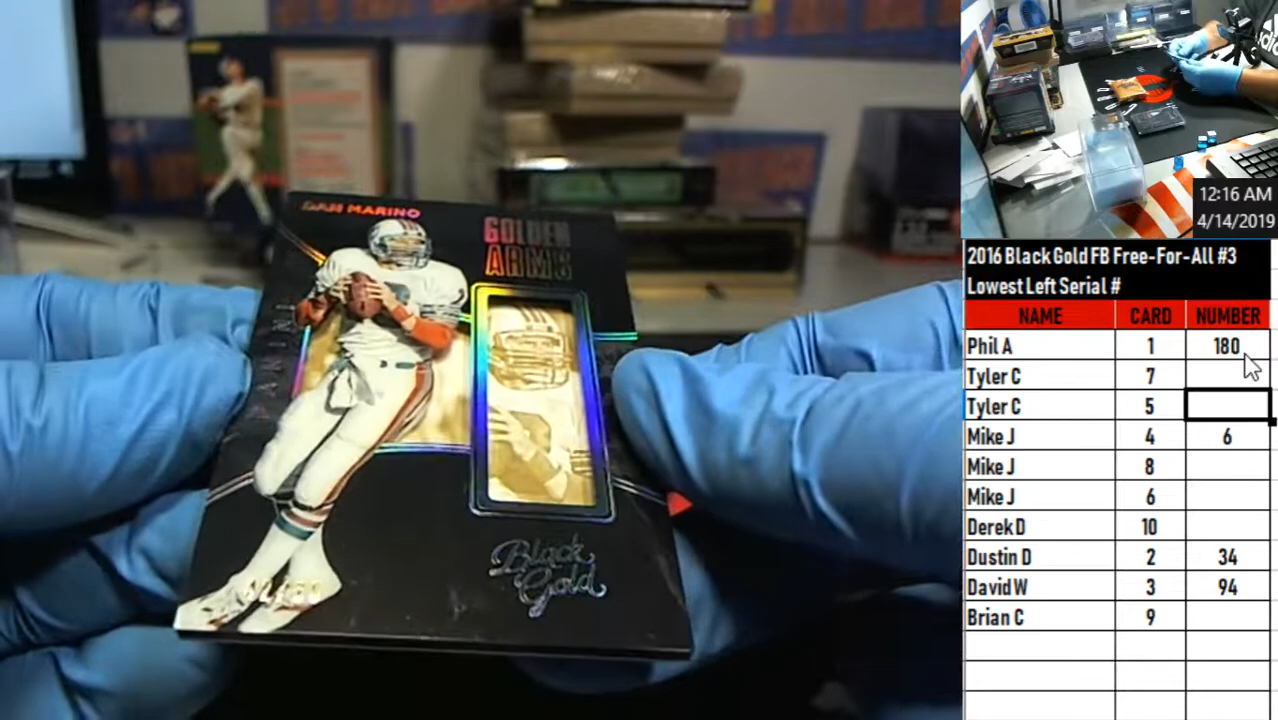 DAN MARINO
GOLDEN
ARMS
PANINI
Black
Gold
adidas
12:16 AM
4/14/2019
2016 Black Gold FB Free-For-All #3
Lowest Left Serial #
NAME CARD NUMBER
Phil A 1 180
Tyler C 7
Tyler C 5
Mike J 4 6
Mike J 8
Mike J 6
Derek D 10
Dustin D 2 34
David W 3 94
Brian C 9